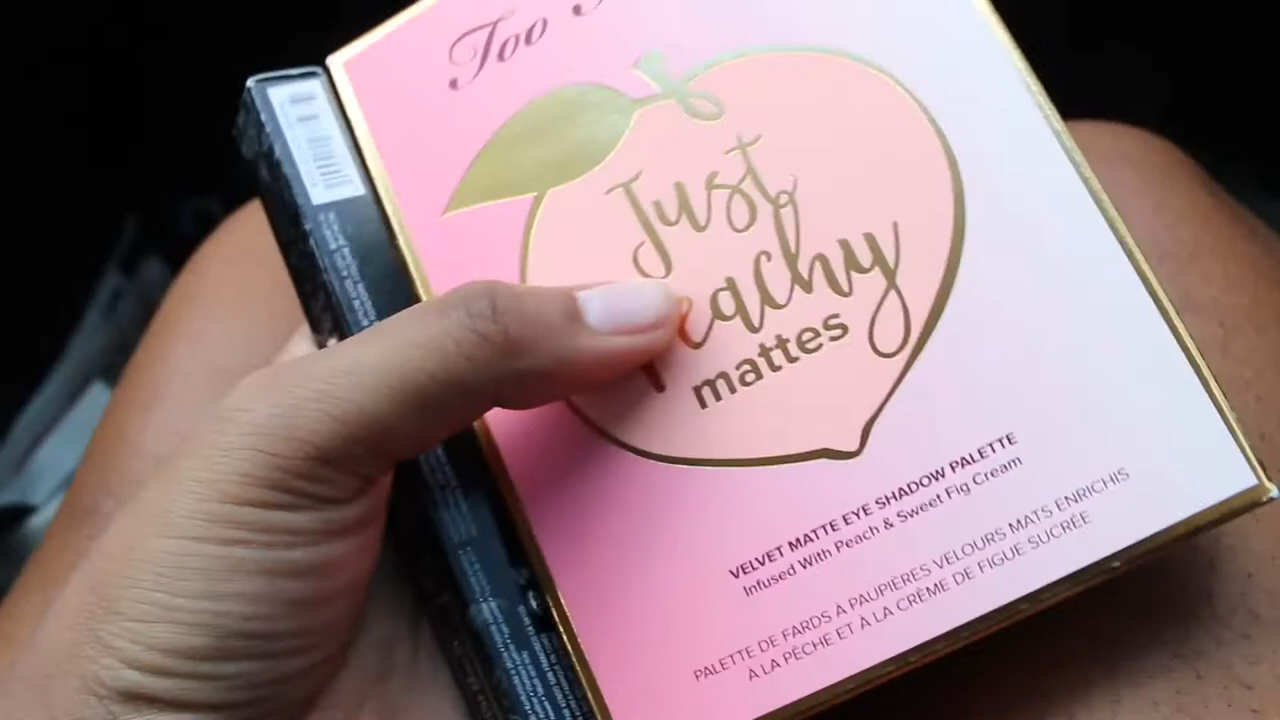 Too
Just
Peachy
mattes
VELVET MATTE EYE SHADOW PALETTE
Infused With Peach & Sweet Fig Cream
PALETTE DE FARDS À PAUPIÈRES VELOURS MATS ENRICHIS
À LA PÊCHE ET À LA CRÈME DE FIGUE SUCRÉE